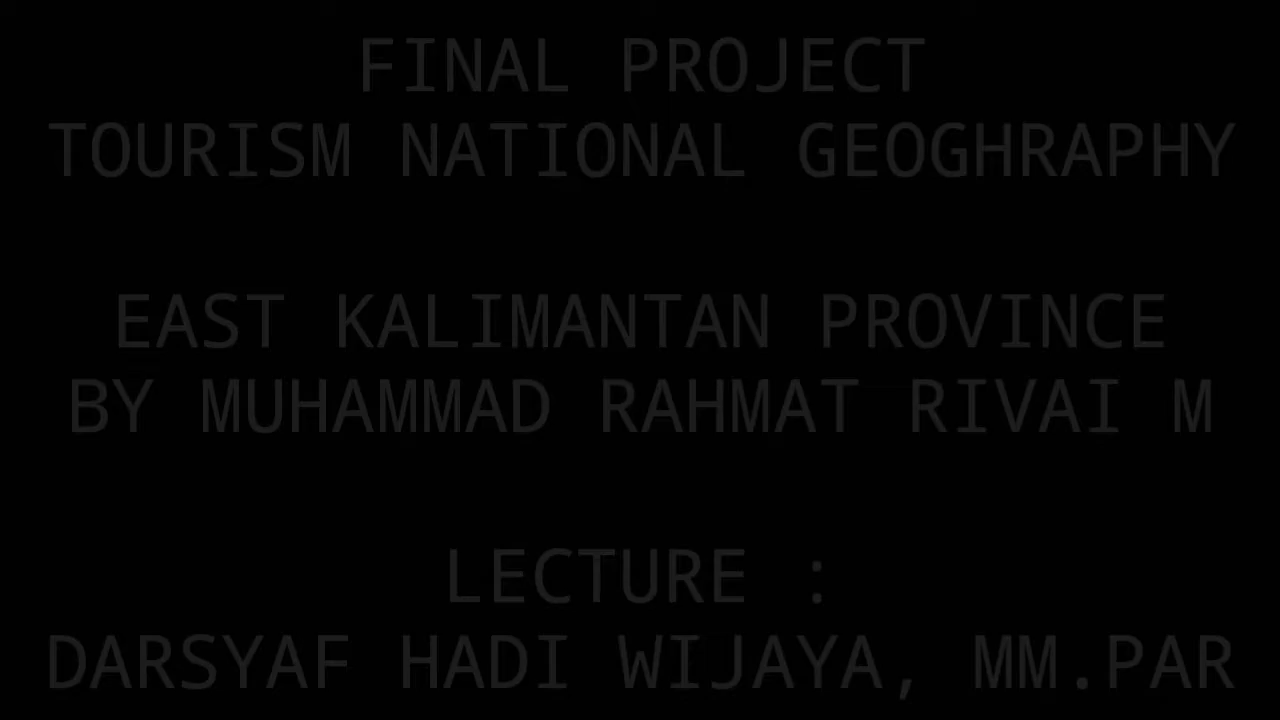 FINAL PROJECT
TOURISM NATIONAL GEOGHRAPHY
EAST KALIMANTAN PROVINCE
BY MUHAMMAD RAHMAT RIVAI M
LECTURE :
DARSYAF HADI WIJAYA, MM.PAR